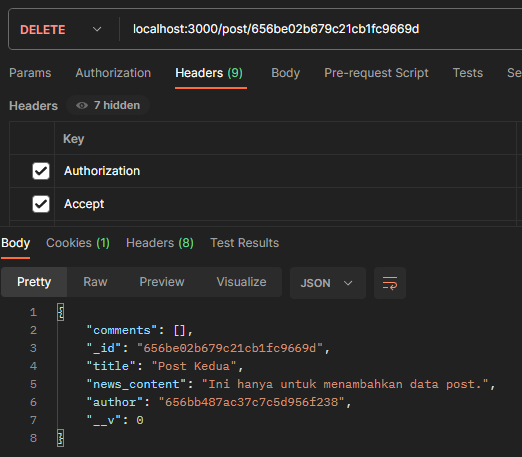 DELETE localhost:3000/post/656be02b679c21cb1fc9669d
Params Authorization Headers (9) Body Pre-request Script Tests Se
Headers 7 hidden
Key
Authorization
Accept
Body Cookies (1) Headers (8) Test Results
Pretty Raw Preview Visualize JSON
1 {
2 "comments": [],
3 "_id": "656be02b679c21cb1fc9669d",
4 "title": "Post Kedua",
5 "news_content": "Ini hanya untuk menambahkan data post.",
6 "author": "656bb487ac37c7c5d956f238",
7 "__v": 0
8 }